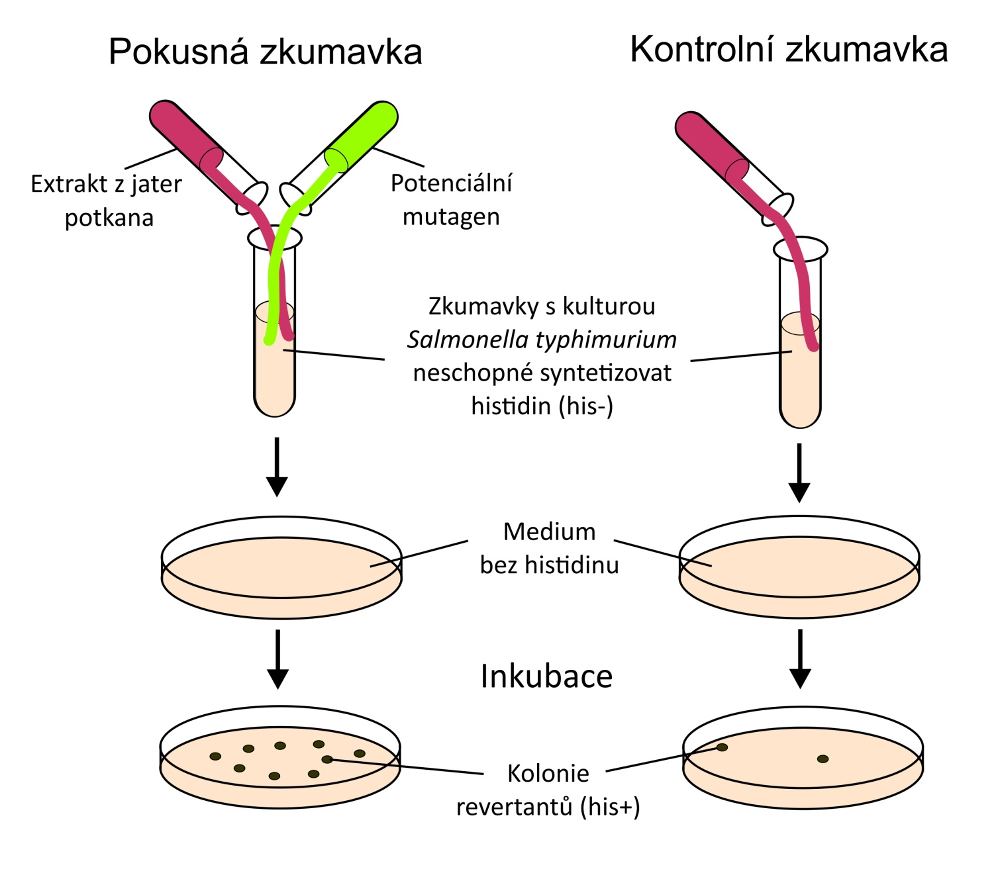 Pokusná zkumavka
Kontrolní zkumavka
Extrakt z jater
potkana
Potenciální
mutagen
Zkumavky s kulturou
Salmonella typhimurium
neschopné syntetizovat
histidin (his-)
Medium
bez histidinu
Inkubace
Kolonie
revertantů (his+)